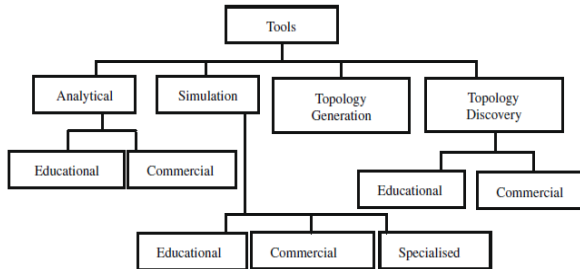 Tools
Analytical
Simulation
Topology
Generation
Topology
Discovery
Educational
Commercial
Educational
Commercial
Educational
Commercial
Specialised